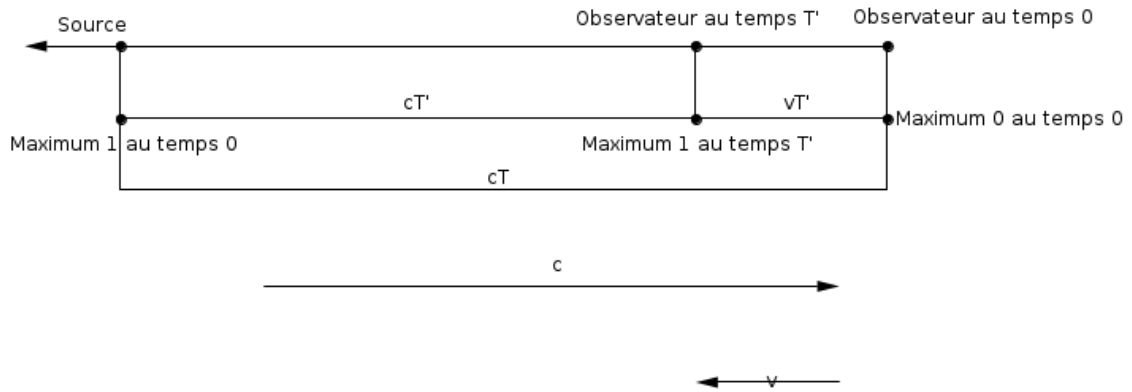 Source
Observateur au temps T'
Observateur au temps 0
cT'
vT'
Maximum 0 au temps 0
Maximum 1 au temps 0
Maximum 1 au temps T'
cT
c
v